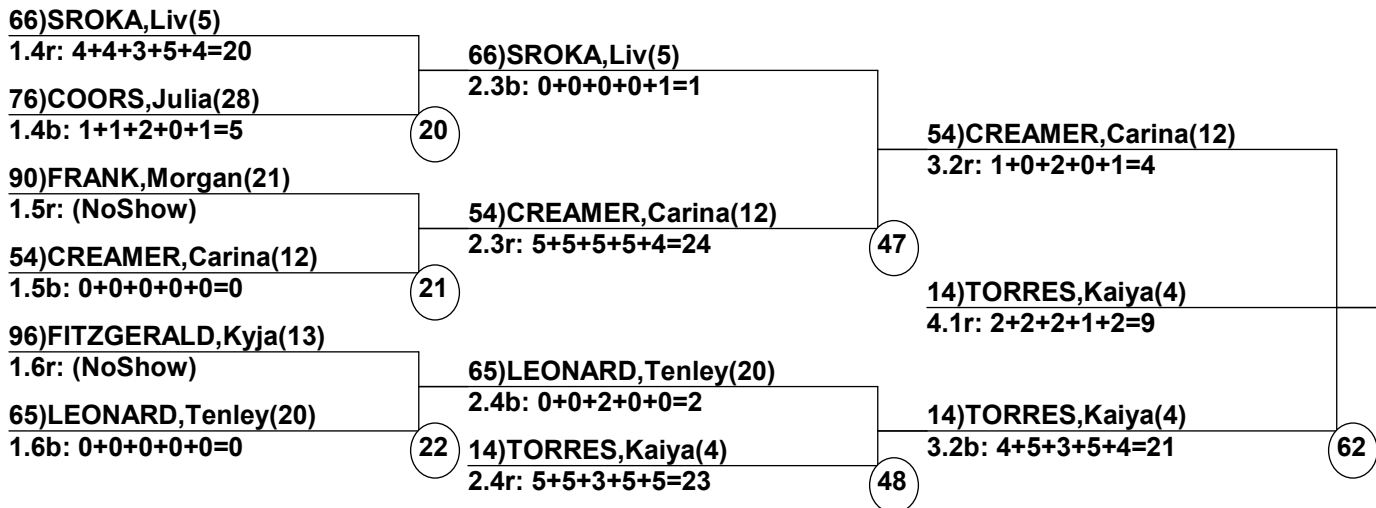 66)SROKA,Liv(5)
1.4r: 4+4+3+5+4=20
76)COORS,Julia(28)
1.4b: 1+1+2+0+1=5
20
90)FRANK,Morgan(21)
1.5r: (NoShow)
54)CREAMER,Carina(12)
1.5b: 0+0+0+0+0=0
21
96)FITZGERALD,Kyja(13)
1.6r: (NoShow)
65)LEONARD,Tenley(20)
1.6b: 0+0+0+0+0=0
22
66)SROKA,Liv(5)
2.3b: 0+0+0+0+1=1
54)CREAMER,Carina(12)
2.3r: 5+5+5+5+4=24
47
65)LEONARD,Tenley(20)
2.4b: 0+0+2+0+0=2
14)TORRES,Kaiya(4)
2.4r: 5+5+3+5+5=23
48
54)CREAMER,Carina(12)
3.2r: 1+0+2+0+1=4
14)TORRES,Kaiya(4)
4.1r: 2+2+2+1+2=9
14)TORRES,Kaiya(4)
3.2b: 4+5+3+5+4=21
62